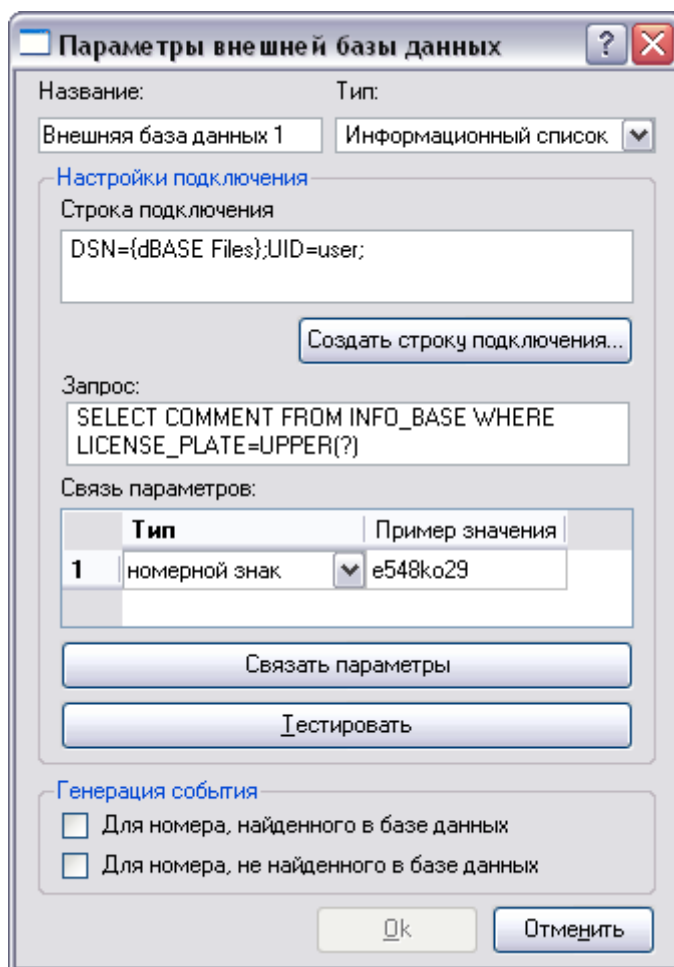 Параметры внешней базы данных
Название: Тип:
Внешняя база данных 1 Информационный список
Настройки подключения
Строка подключения
DSN={dBASE Files};UID=user;
Создать строку подключения...
Запрос:
SELECT COMMENT FROM INFO_BASE WHERE
LICENSE_PLATE=UPPER(?)
Связь параметров:
Тип Пример значения
1 номерной знак e548ko29
Связать параметры
Тестировать
Генерация события
Для номера, найденного в базе данных
Для номера, не найденного в базе данных
Ok Отменить